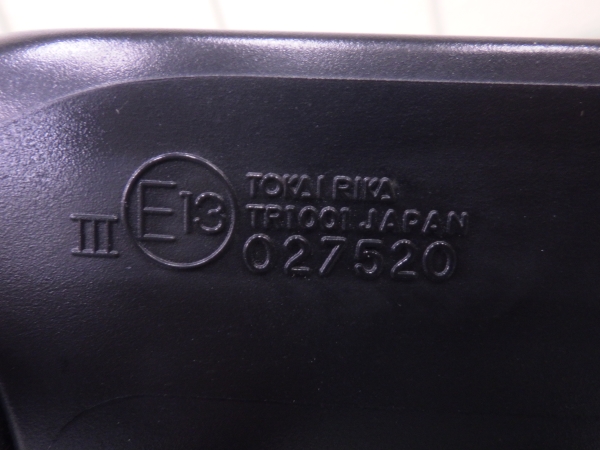 III E13 TOKAI RIKA
TR1001 JAPAN
027520